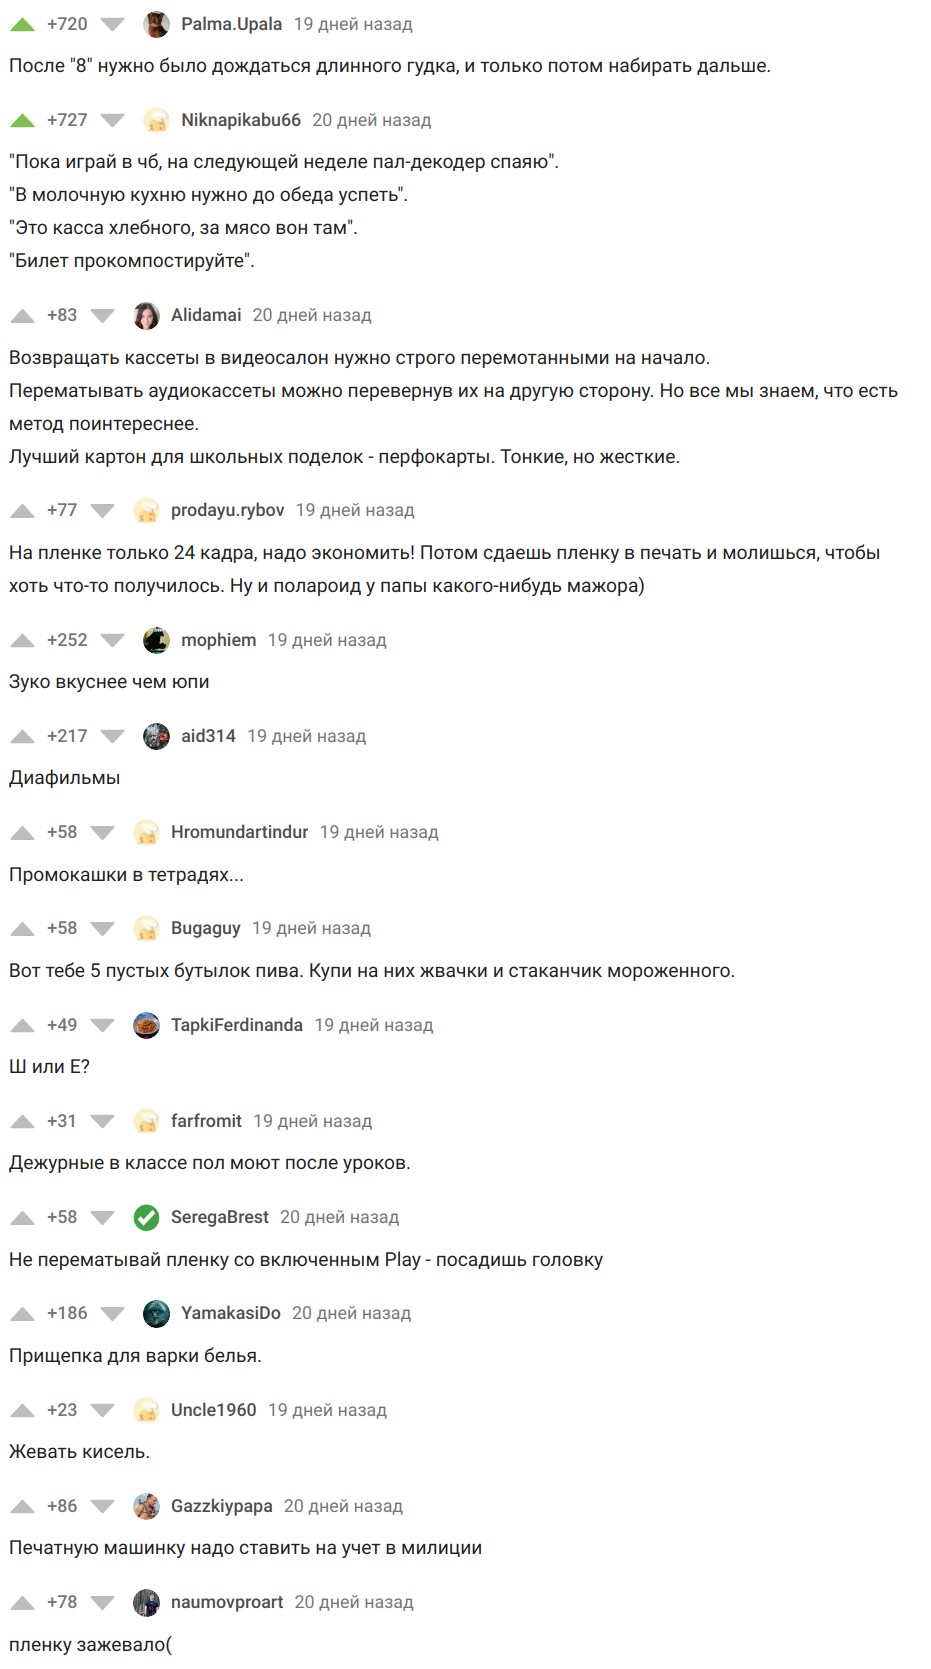 +720 Palma.Upala 19 дней назад
После "8" нужно было дождаться длинного гудка, и только потом набирать дальше.
+727 Niknapikabu66 20 дней назад
"Пока играй в чб, на следующей неделе пал-декодер спаяю".
"В молочную кухню нужно до обеда успеть".
"Это касса хлебного, за мясо вон там".
"Билет прокомпостируйте".
+83 Alidamai 20 дней назад
Возвращать кассеты в видеосалон нужно строго перемотанными на начало.
Перематывать аудиокассеты можно перевернув их на другую сторону. Но все мы знаем, что есть
метод поинтереснее.
Лучший картон для школьных поделок - перфокарты. Тонкие, но жесткие.
+77 prodayu.rybov 19 дней назад
На пленке только 24 кадра, надо экономить! Потом сдаешь пленку в печать и молишься, чтобы
хоть что-то получилось. Ну и полароид у папы какого-нибудь мажора)
+252 mophiem 19 дней назад
Зуко вкуснее чем юпи
+217 aid314 19 дней назад
Диафильмы
+58 Hromundartindur 19 дней назад
Промокашки в тетрадях...
+58 Bugaguy 19 дней назад
Вот тебе 5 пустых бутылок пива. Купи на них жвачки и стаканчик мороженного.
+49 TapkiFerdinanda 19 дней назад
Ш или Е?
+31 farfromit 19 дней назад
Дежурные в классе пол моют после уроков.
+58 SeregaBrest 20 дней назад
Не перематывай пленку со включенным Play - посадишь головку
+186 YamakasiDo 20 дней назад
Прищепка для варки белья.
+23 Uncle1960 19 дней назад
Жевать кисель.
+86 Gazzkiypapa 20 дней назад
Печатную машинку надо ставить на учет в милиции
+78 naumovproart 20 дней назад
пленку зажевало(